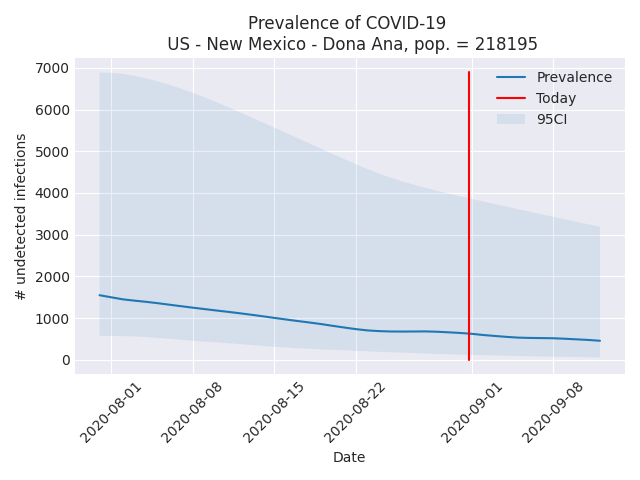 Prevalence of COVID-19
US - New Mexico - Dona Ana, pop. = 218195
7000
6000
5000
4000
3000
2000
1000
0
# undetected infections
Prevalence
Today
95CI
2020-08-01
2020-08-08
2020-08-15
2020-08-22
2020-09-01
2020-09-08
Date